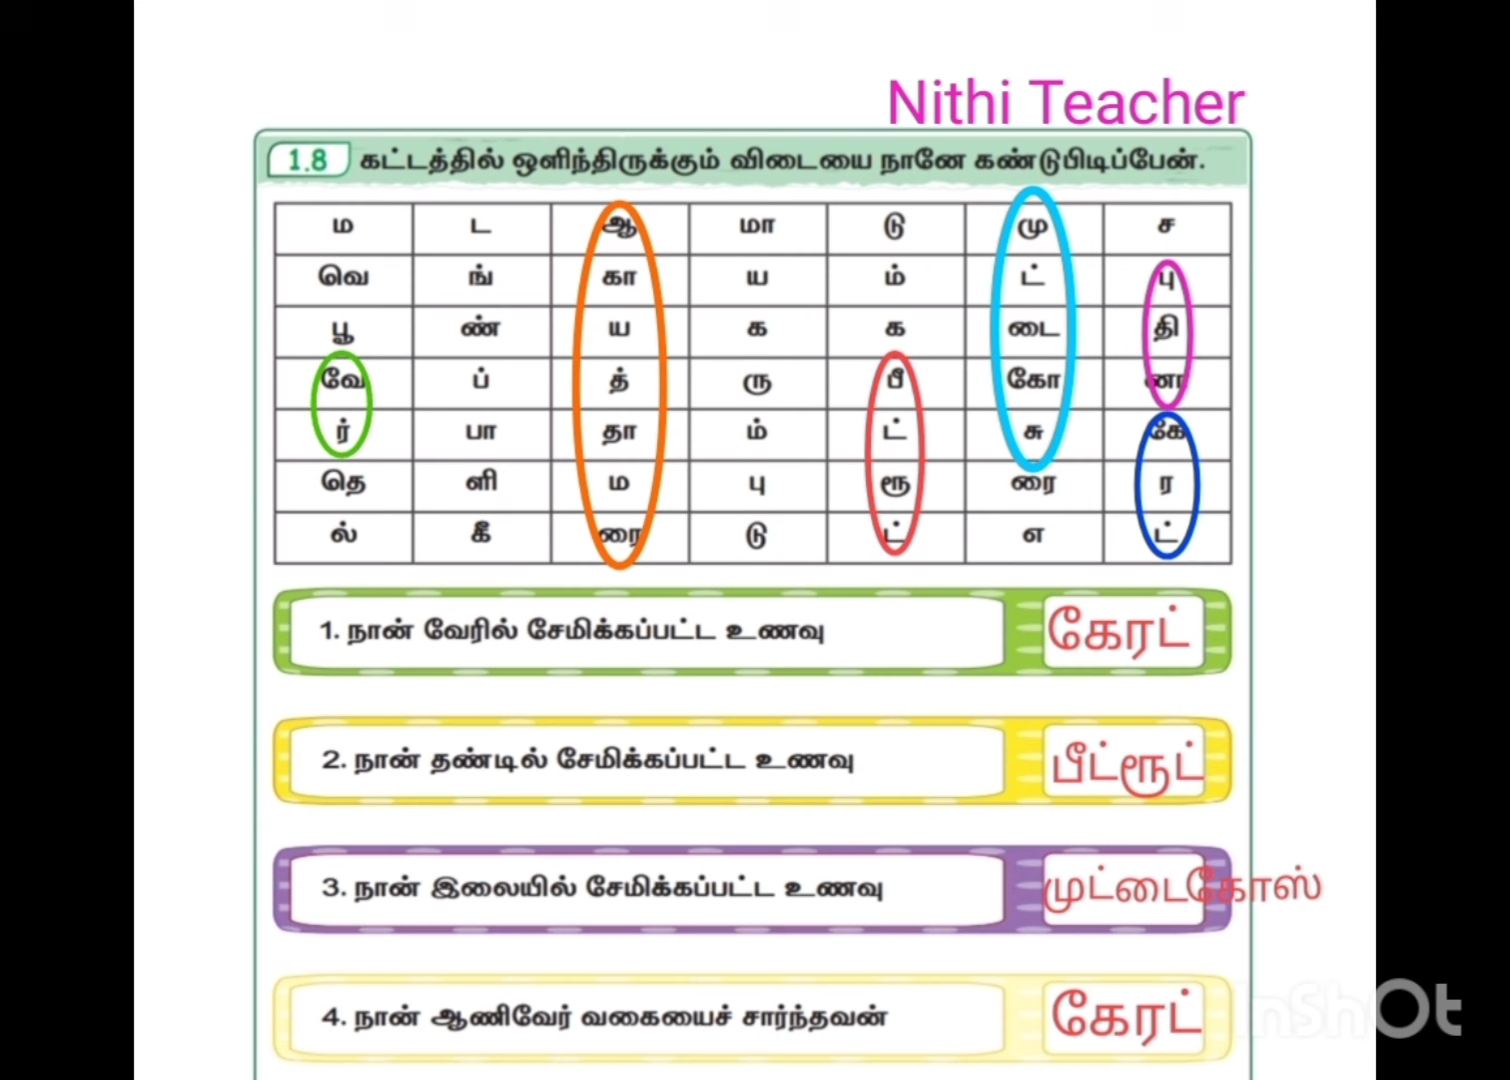 Nithi Teacher
1.8 கட்டத்தில் ஒளிந்திருக்கும் விடையை நானே கண்டுபிடிப்பேன்.
ம ட ஆ மா டு மு ச
வெ ங் கா ய ம் ட் பு
பூ ண் ய க க டை தி
வே ப் த் ரு பீ கோ னா
ர் பா தா ம் ட் சு கே
தெ ளி ம பு ரூ ரை ர
ல் கீ ரை டு ட் எ ட்
1. நான் வேரில் சேமிக்கப்பட்ட உணவு கேரட்
2. நான் தண்டில் சேமிக்கப்பட்ட உணவு பீட்ரூட்
3. நான் இலையில் சேமிக்கப்பட்ட உணவு முட்டைகோஸ்
4. நான் ஆணிவேர் வகையைச் சார்ந்தவன் கேரட்
InShOt